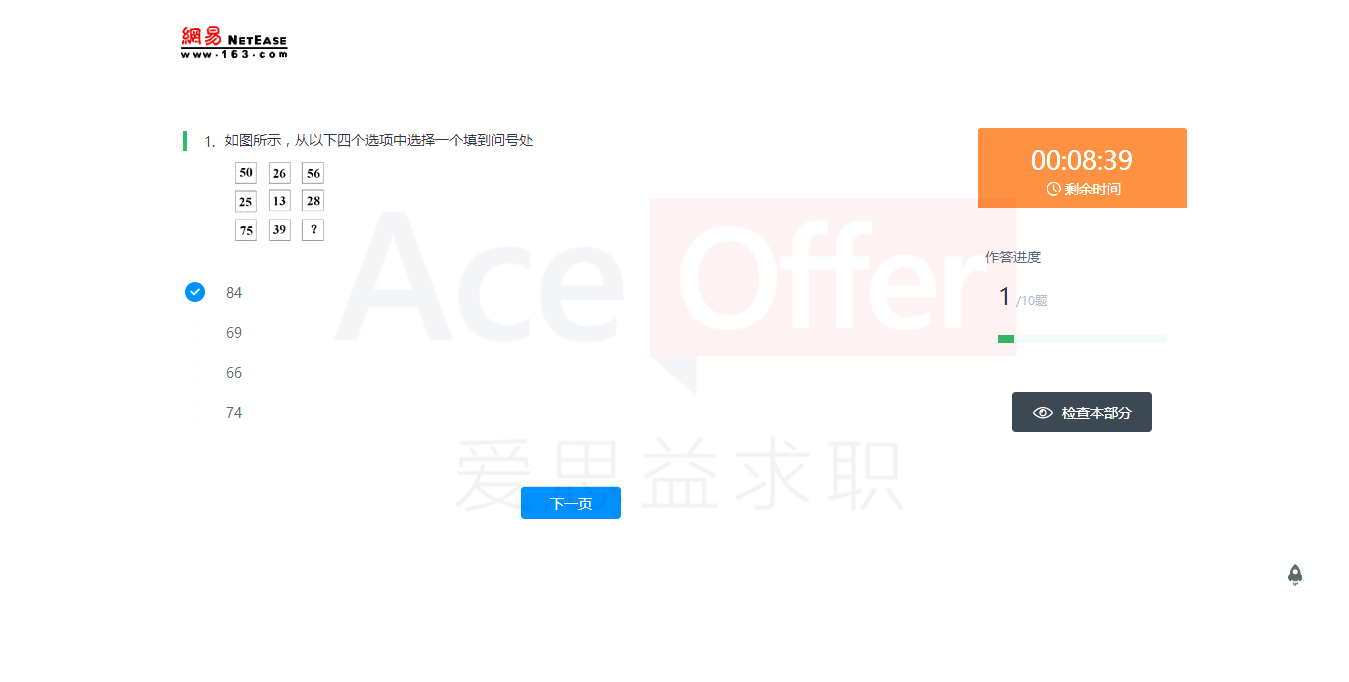 網易 NETEASE
www.163.com
1. 如图所示，从以下四个选项中选择一个填到问号处
50 26 56
25 13 28
75 39 ?
84
69
66
74
下一页
00:08:39
剩余时间
作答进度
1 /10题
检查本部分
Ace Offer
爱思益求职